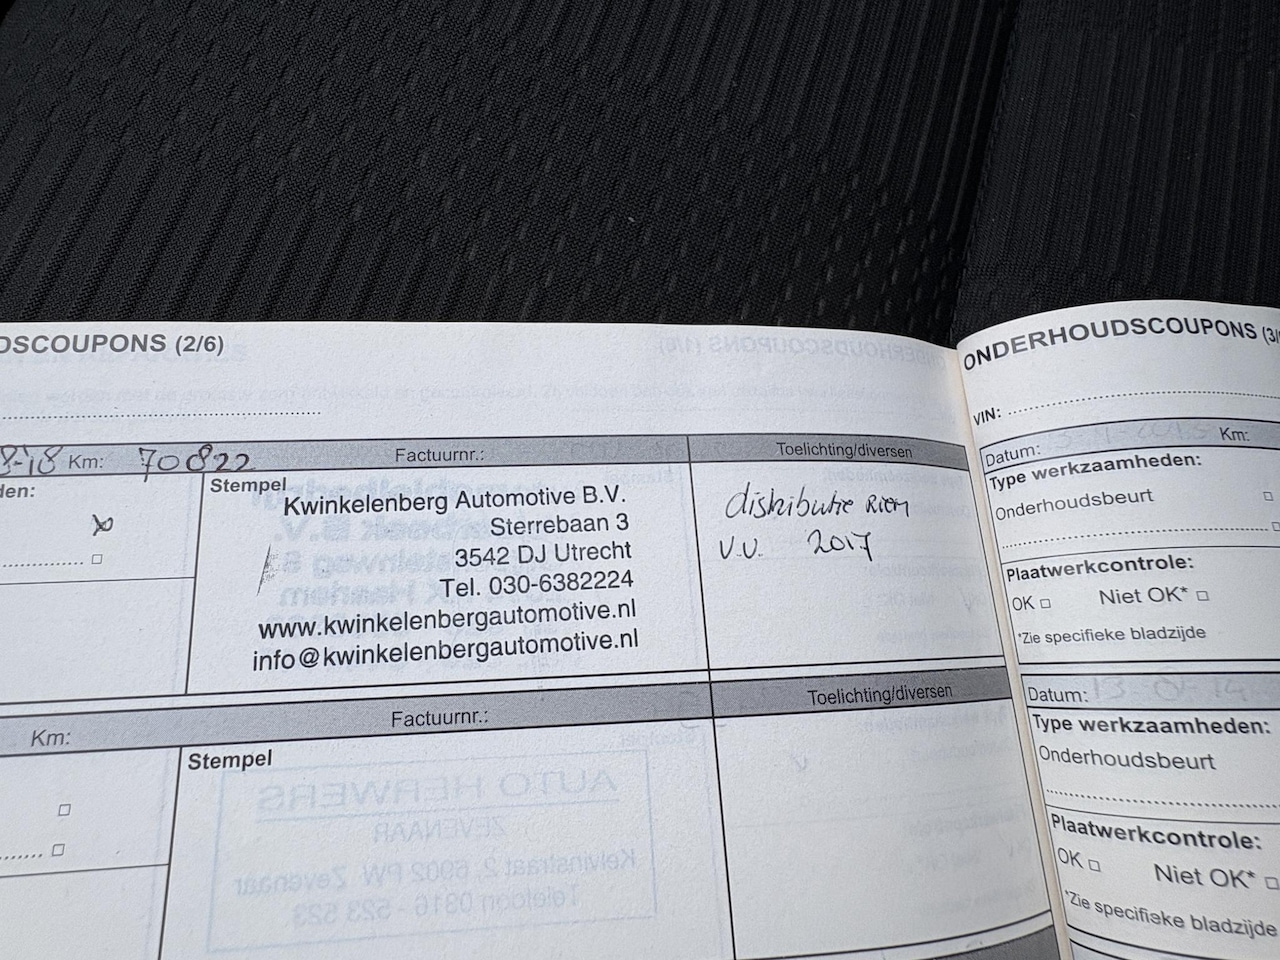 DSCOUPONS (2/6)
8-'18 Km: 70822 Factuurnr.: Toelichting/diversen
den:
Stempel
Kwinkelenberg Automotive B.V.
Sterrebaan 3
3542 DJ Utrecht
Tel. 030-6382224
www.kwinkelenbergautomotive.nl
info@kwinkelenbergautomotive.nl
distributie Riem
V.V. 2017
Km: Factuurnr.: Toelichting/diversen
Stempel
ONDERHOUDSCOUPONS (3/
VIN:
Datum: Km:
Type werkzaamheden:
Onderhoudsbeurt
Plaatwerkcontrole:
OK Niet OK*
*Zie specifieke bladzijde
Datum:
Type werkzaamheden:
Onderhoudsbeurt
Plaatwerkcontrole:
OK Niet OK*
*Zie specifieke bladzijde